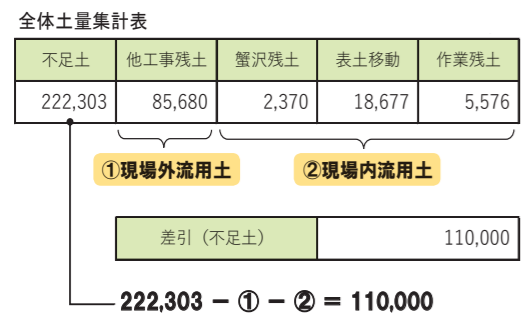 全体土量集計表
不足土 他工事残土 蟹沢残土 表土移動 作業残土
222,303 85,680 2,370 18,677 5,576
①現場外流用土 ②現場内流用土
差引（不足土） 110,000
222,303 － ① － ② ＝ 110,000